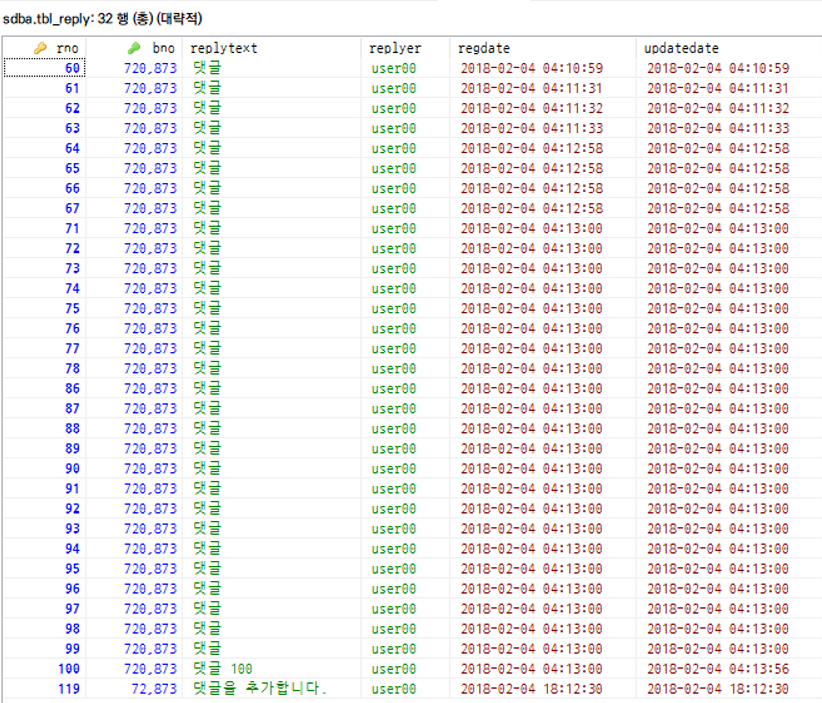 sdba.tbl_reply: 32 행 (총) (대략적)
rno bno replytext replyer regdate updatedate
60 720,873 댓글 user00 2018-02-04 04:10:59 2018-02-04 04:10:59
61 720,873 댓글 user00 2018-02-04 04:11:31 2018-02-04 04:11:31
62 720,873 댓글 user00 2018-02-04 04:11:32 2018-02-04 04:11:32
63 720,873 댓글 user00 2018-02-04 04:11:33 2018-02-04 04:11:33
64 720,873 댓글 user00 2018-02-04 04:12:58 2018-02-04 04:12:58
65 720,873 댓글 user00 2018-02-04 04:12:58 2018-02-04 04:12:58
66 720,873 댓글 user00 2018-02-04 04:12:58 2018-02-04 04:12:58
67 720,873 댓글 user00 2018-02-04 04:12:58 2018-02-04 04:12:58
71 720,873 댓글 user00 2018-02-04 04:13:00 2018-02-04 04:13:00
72 720,873 댓글 user00 2018-02-04 04:13:00 2018-02-04 04:13:00
73 720,873 댓글 user00 2018-02-04 04:13:00 2018-02-04 04:13:00
74 720,873 댓글 user00 2018-02-04 04:13:00 2018-02-04 04:13:00
75 720,873 댓글 user00 2018-02-04 04:13:00 2018-02-04 04:13:00
76 720,873 댓글 user00 2018-02-04 04:13:00 2018-02-04 04:13:00
77 720,873 댓글 user00 2018-02-04 04:13:00 2018-02-04 04:13:00
78 720,873 댓글 user00 2018-02-04 04:13:00 2018-02-04 04:13:00
86 720,873 댓글 user00 2018-02-04 04:13:00 2018-02-04 04:13:00
87 720,873 댓글 user00 2018-02-04 04:13:00 2018-02-04 04:13:00
88 720,873 댓글 user00 2018-02-04 04:13:00 2018-02-04 04:13:00
89 720,873 댓글 user00 2018-02-04 04:13:00 2018-02-04 04:13:00
90 720,873 댓글 user00 2018-02-04 04:13:00 2018-02-04 04:13:00
91 720,873 댓글 user00 2018-02-04 04:13:00 2018-02-04 04:13:00
92 720,873 댓글 user00 2018-02-04 04:13:00 2018-02-04 04:13:00
93 720,873 댓글 user00 2018-02-04 04:13:00 2018-02-04 04:13:00
94 720,873 댓글 user00 2018-02-04 04:13:00 2018-02-04 04:13:00
95 720,873 댓글 user00 2018-02-04 04:13:00 2018-02-04 04:13:00
96 720,873 댓글 user00 2018-02-04 04:13:00 2018-02-04 04:13:00
97 720,873 댓글 user00 2018-02-04 04:13:00 2018-02-04 04:13:00
98 720,873 댓글 user00 2018-02-04 04:13:00 2018-02-04 04:13:00
99 720,873 댓글 user00 2018-02-04 04:13:00 2018-02-04 04:13:00
100 720,873 댓글 100 user00 2018-02-04 04:13:00 2018-02-04 04:13:56
119 72,873 댓글을 추가합니다. user00 2018-02-04 18:12:30 2018-02-04 18:12:30